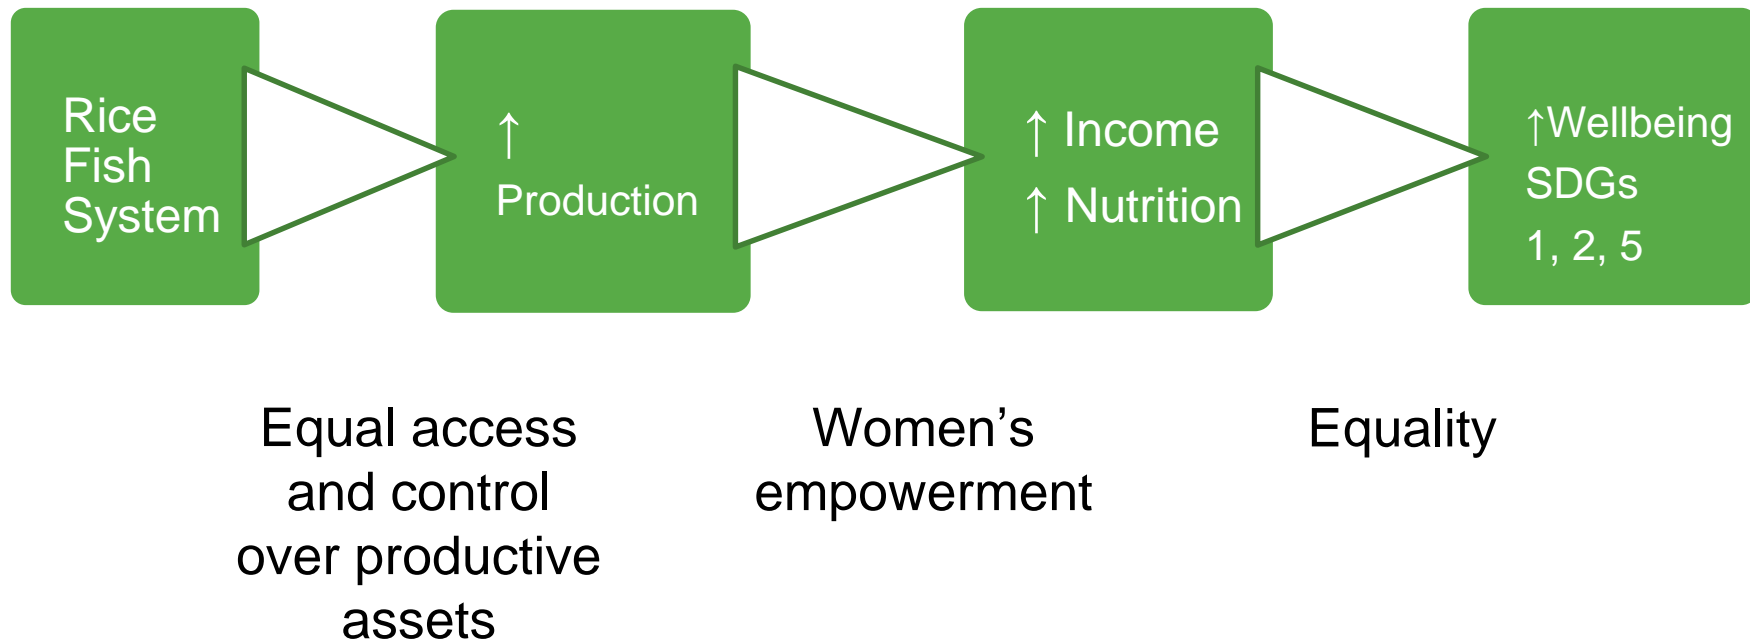 Rice
Fish
System
↑
Production
↑ Income
↑ Nutrition
↑Wellbeing
SDGs
1, 2, 5
Equal access
and control
over productive
assets
Women’s
empowerment
Equality